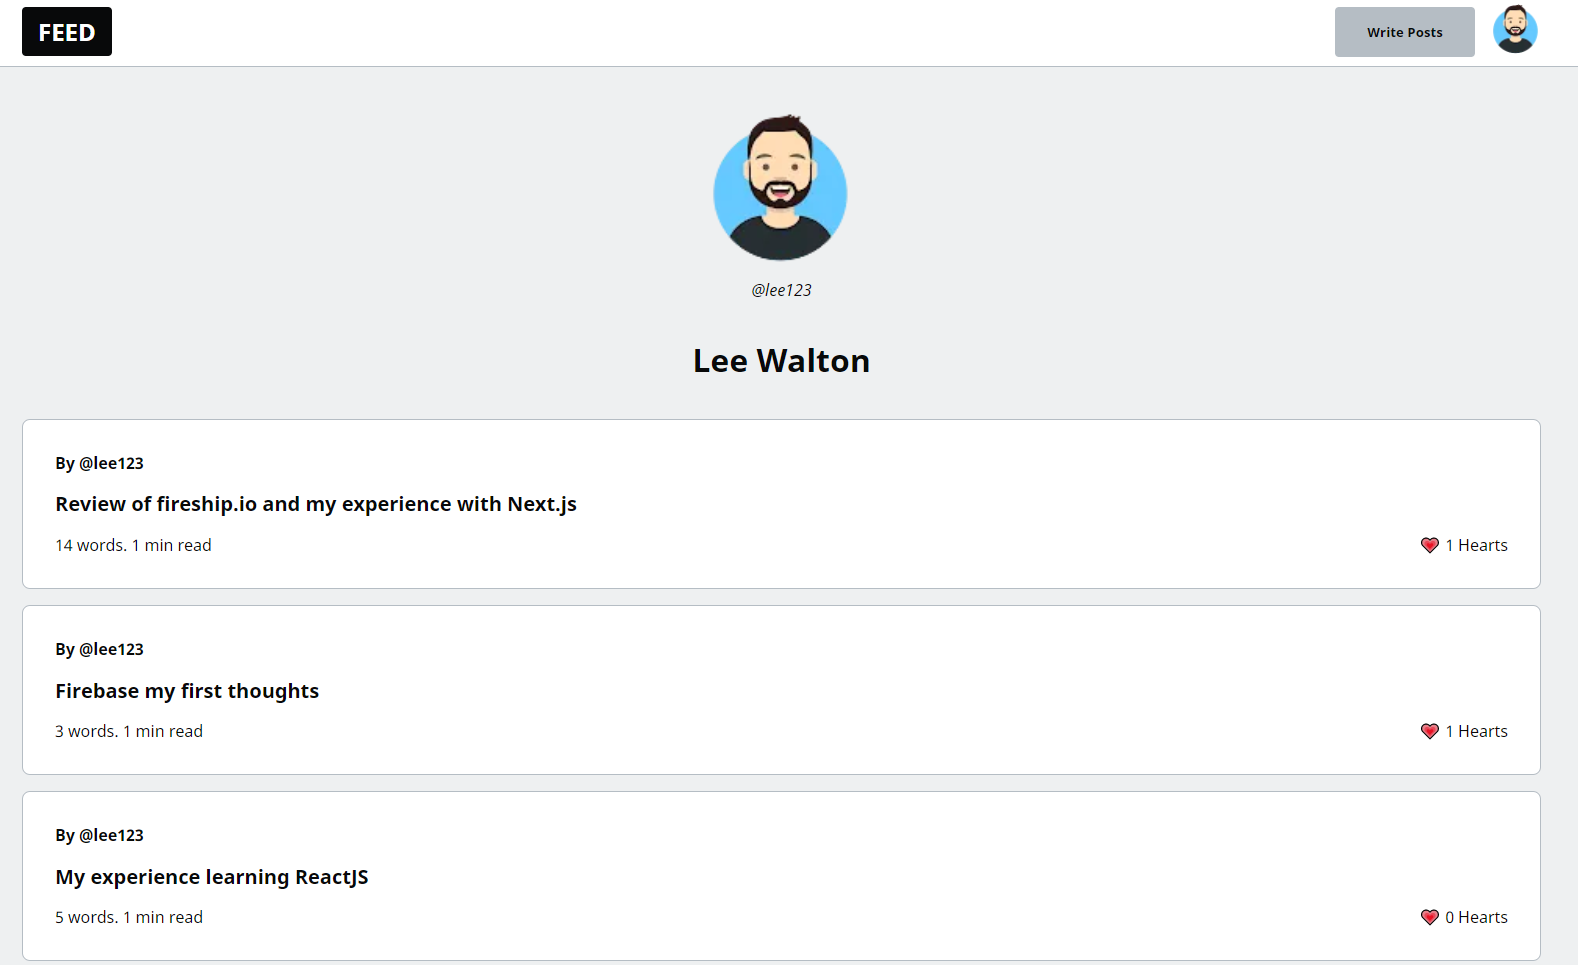 FEED
Write Posts
@lee123
Lee Walton
By @lee123
Review of fireship.io and my experience with Next.js
14 words. 1 min read
1 Hearts
By @lee123
Firebase my first thoughts
3 words. 1 min read
1 Hearts
By @lee123
My experience learning ReactJS
5 words. 1 min read
0 Hearts